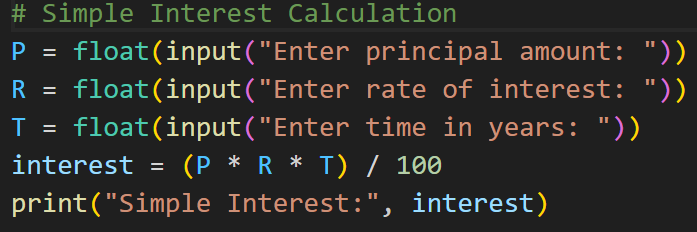 # Simple Interest Calculation
P = float(input("Enter principal amount: "))
R = float(input("Enter rate of interest: "))
T = float(input("Enter time in years: "))
interest = (P * R * T) / 100
print("Simple Interest:", interest)